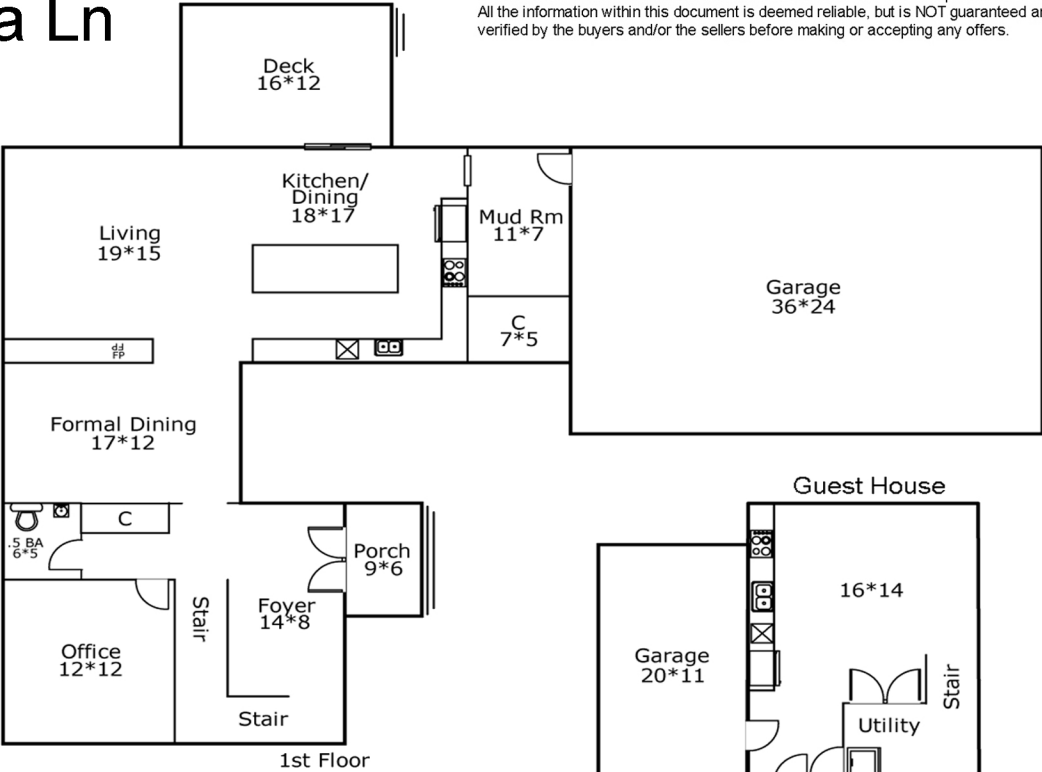 a Ln
All the information within this document is deemed reliable, but is NOT guaranteed
verified by the buyers and/or the sellers before making or accepting any offers.
Deck
16*12
Kitchen/
Dining
18*17
Living
19*15
Mud Rm
11*7
Garage
36*24
C
7*5
FP
FP
Formal Dining
17*12
C
.5 BA
6*5
Porch
9*6
Stair
Foyer
14*8
Office
12*12
Stair
1st Floor
Guest House
16*14
Garage
20*11
Stair
Utility